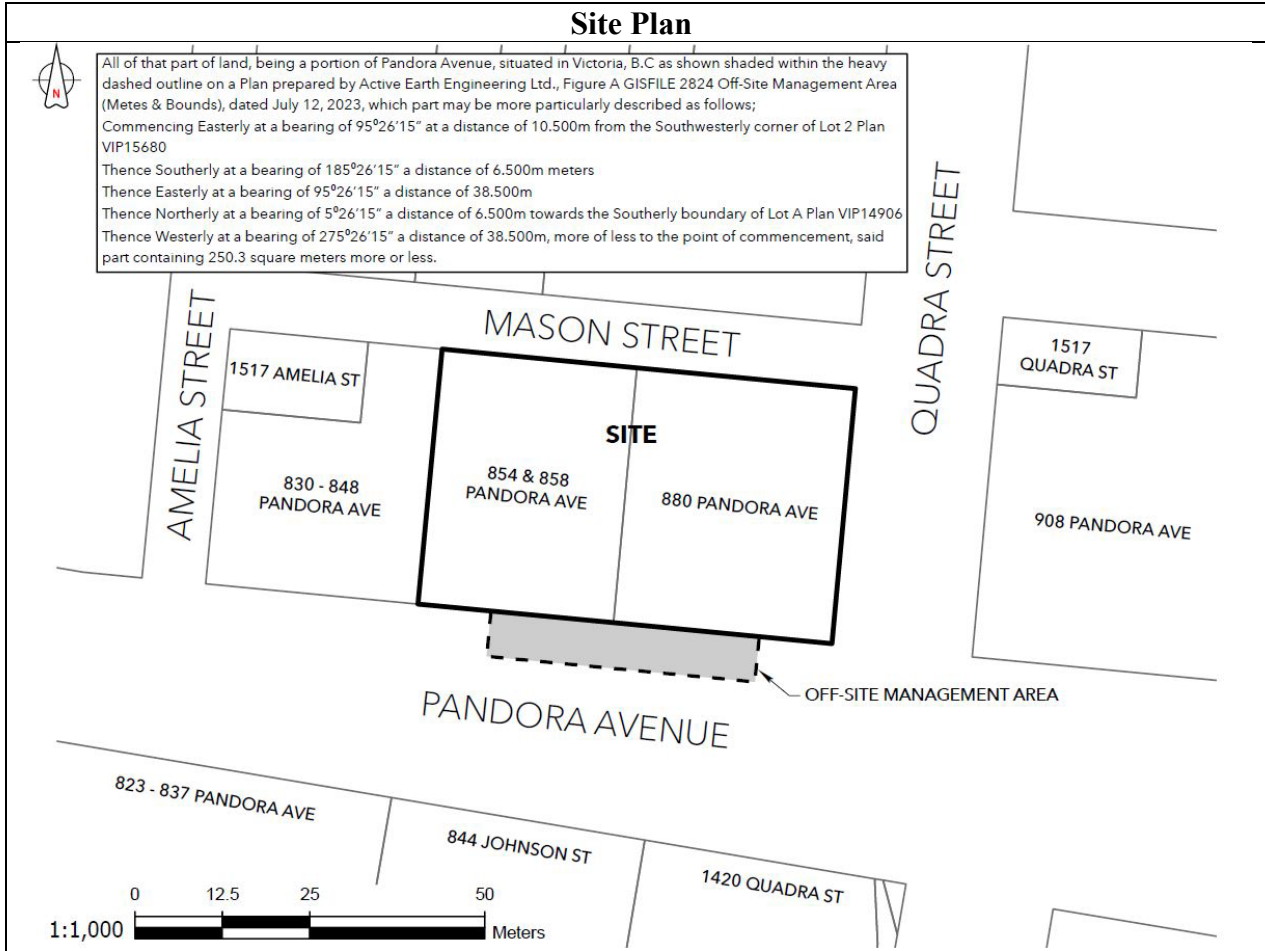 Site Plan
N
All of that part of land, being a portion of Pandora Avenue, situated in Victoria, B.C as shown shaded within the heavy
dashed outline on a Plan prepared by Active Earth Engineering Ltd., Figure A GISFILE 2824 Off-Site Management Area
(Metes & Bounds), dated July 12, 2023, which part may be more particularly described as follows;
Commencing Easterly at a bearing of 95⁰26’15” at a distance of 10.500m from the Southwesterly corner of Lot 2 Plan
VIP15680
Thence Southerly at a bearing of 185⁰26’15” a distance of 6.500m meters
Thence Easterly at a bearing of 95⁰26’15” a distance of 38.500m
Thence Northerly at a bearing of 5⁰26’15” a distance of 6.500m towards the Southerly boundary of Lot A Plan VIP14906
Thence Westerly at a bearing of 275⁰26’15” a distance of 38.500m, more of less to the point of commencement, said
part containing 250.3 square meters more or less.
AMELIA STREET
MASON STREET
QUADRA STREET
1517 AMELIA ST
1517
QUADRA ST
SITE
830 - 848
PANDORA AVE
854 & 858
PANDORA AVE
880 PANDORA AVE
908 PANDORA AVE
OFF-SITE MANAGEMENT AREA
PANDORA AVENUE
823 - 837 PANDORA AVE
844 JOHNSON ST
1420 QUADRA ST
0 12.5 25 50
1:1,000 Meters